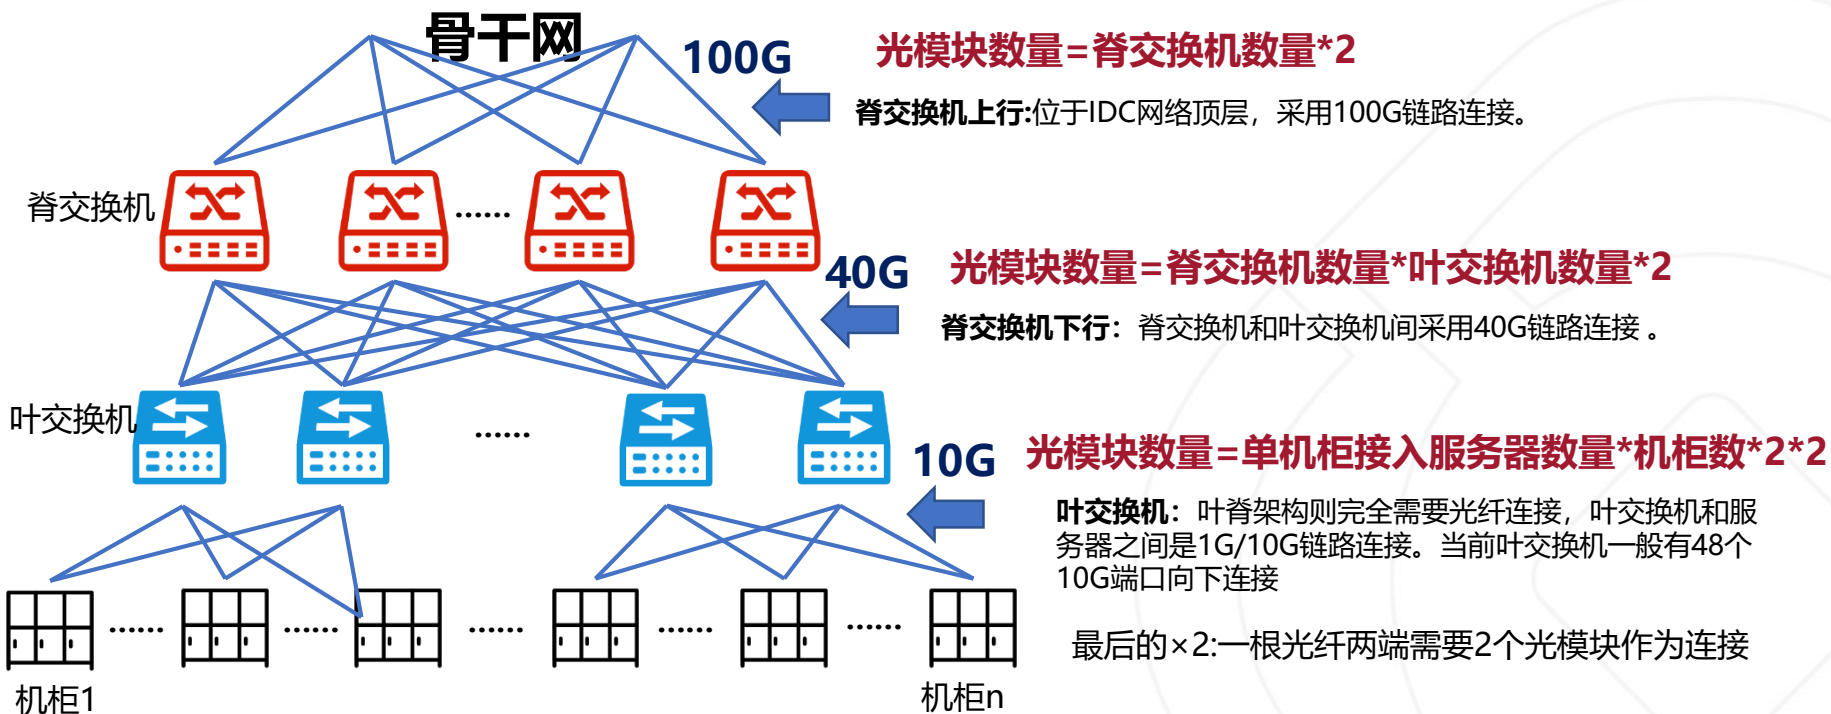 骨干网
100G
光模块数量=脊交换机数量*2
脊交换机上行:位于IDC网络顶层，采用100G链路连接。
脊交换机
......
40G
光模块数量=脊交换机数量*叶交换机数量*2
脊交换机下行：脊交换机和叶交换机间采用40G链路连接 。
叶交换机
......
10G
光模块数量=单机柜接入服务器数量*机柜数*2*2
叶交换机：叶脊架构则完全需要光纤连接，叶交换机和服
务器之间是1G/10G链路连接。当前叶交换机一般有48个
10G端口向下连接
...... ...... ...... ...... ......
最后的×2:一根光纤两端需要2个光模块作为连接
机柜1
机柜n